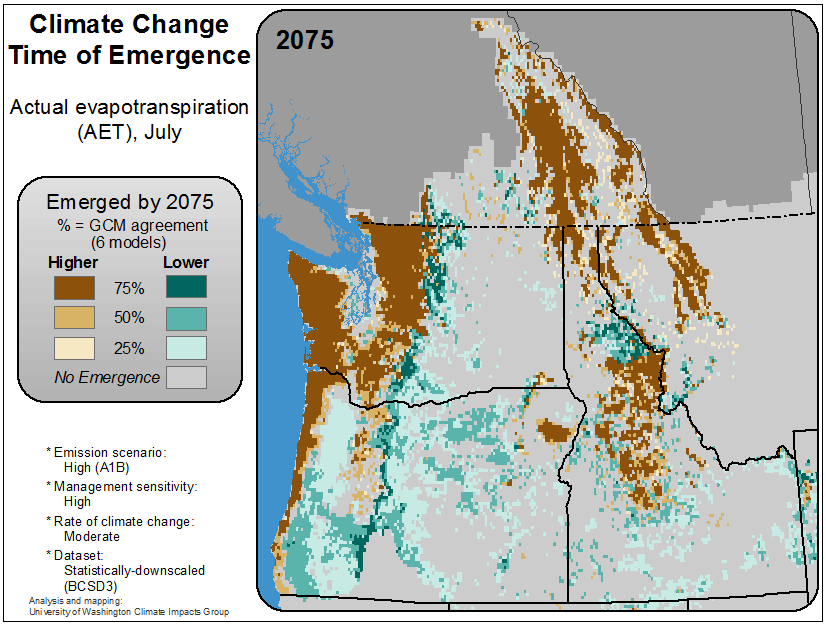 Climate Change
Time of Emergence
Actual evapotranspiration
(AET), July
Emerged by 2075
% = GCM agreement
(6 models)
Higher Lower
75%
50%
25%
No Emergence
* Emission scenario:
High (A1B)
* Management sensitivity:
High
* Rate of climate change:
Moderate
* Dataset:
Statistically-downscaled
(BCSD3)
Analysis and mapping:
University of Washington Climate Impacts Group
2075